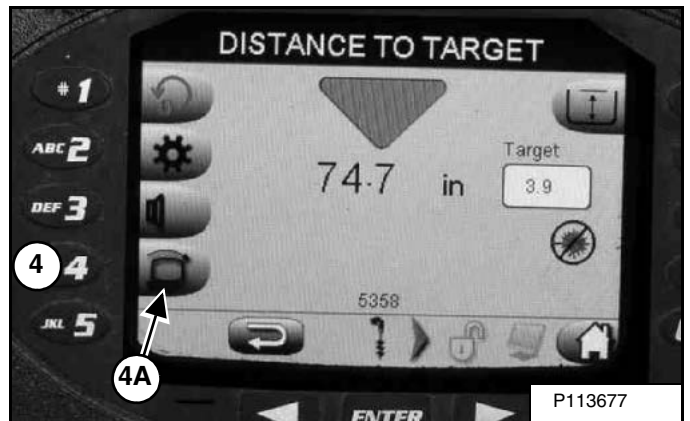 DISTANCE TO TARGET
# 1
ABC 2
DEF 3
4 4
JKL 5
74.7 in
Target
3.9
5358
4A
ENTER
P113677